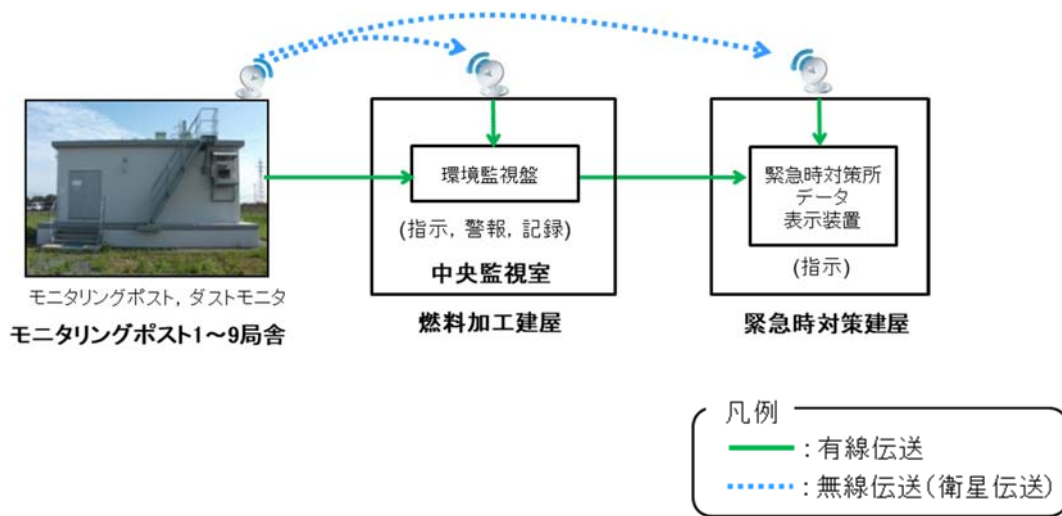 環境監視盤
(指示, 警報, 記録)
中央監視室
燃料加工建屋
緊急時対策所
データ
表示装置
(指示)
緊急時対策建屋
モニタリングポスト, ダストモニタ
モニタリングポスト1～9局舎
凡例
: 有線伝送
: 無線伝送(衛星伝送)